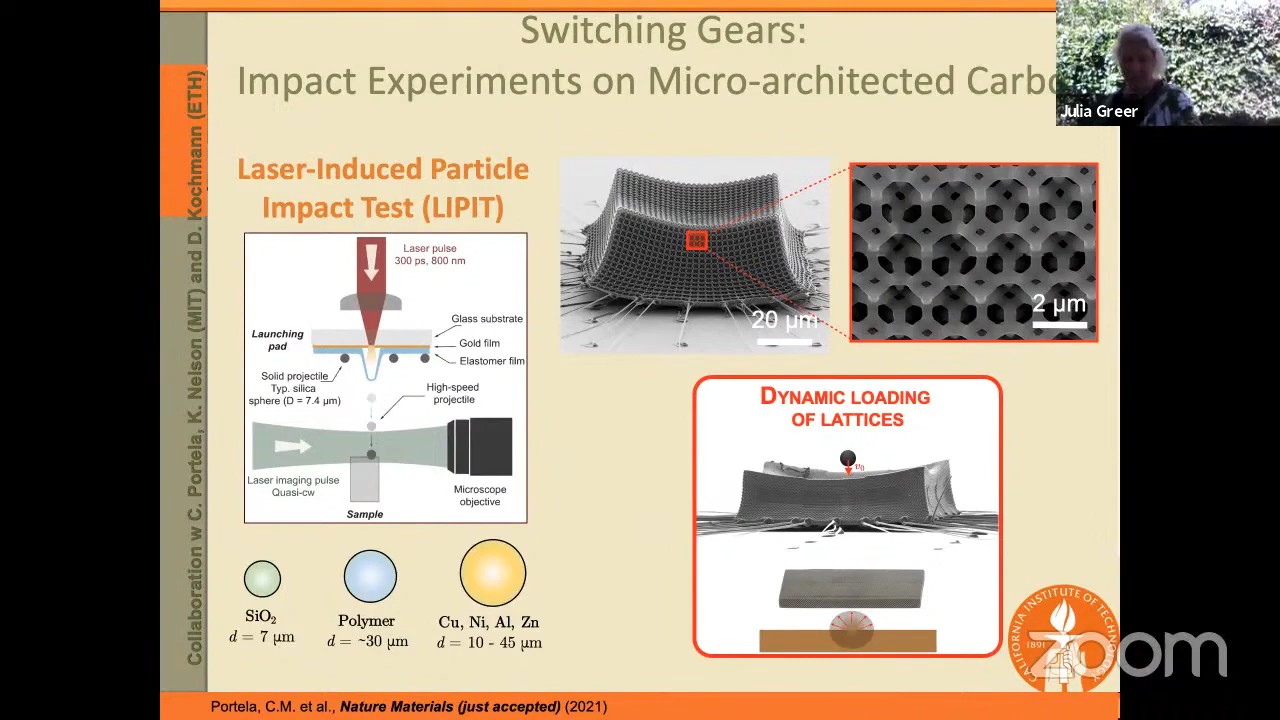 Switching Gears:
Impact Experiments on Micro-architected Carbo
Julia Greer
Collaboration w C. Portela, K. Nelson (MIT) and D. Kochmann (ETH)
Laser-Induced Particle
Impact Test (LIPIT)
Laser pulse
300 ps, 800 nm
Launching
pad
Glass substrate
Gold film
Elastomer film
Solid projectile
Typ. silica
sphere (D = 7.4 μm)
High-speed
projectile
Laser imaging pulse
Quasi-cw
Microscope
objective
Sample
SiO₂
d = 7 μm
Polymer
d = ~30 μm
Cu, Ni, Al, Zn
d = 10 - 45 μm
20 μm
2 μm
DYNAMIC LOADING
OF LATTICES
v₀
CALIFORNIA INSTITUTE OF TECHNOLOGY
1891
zoom
Portela, C.M. et al., Nature Materials (just accepted) (2021)